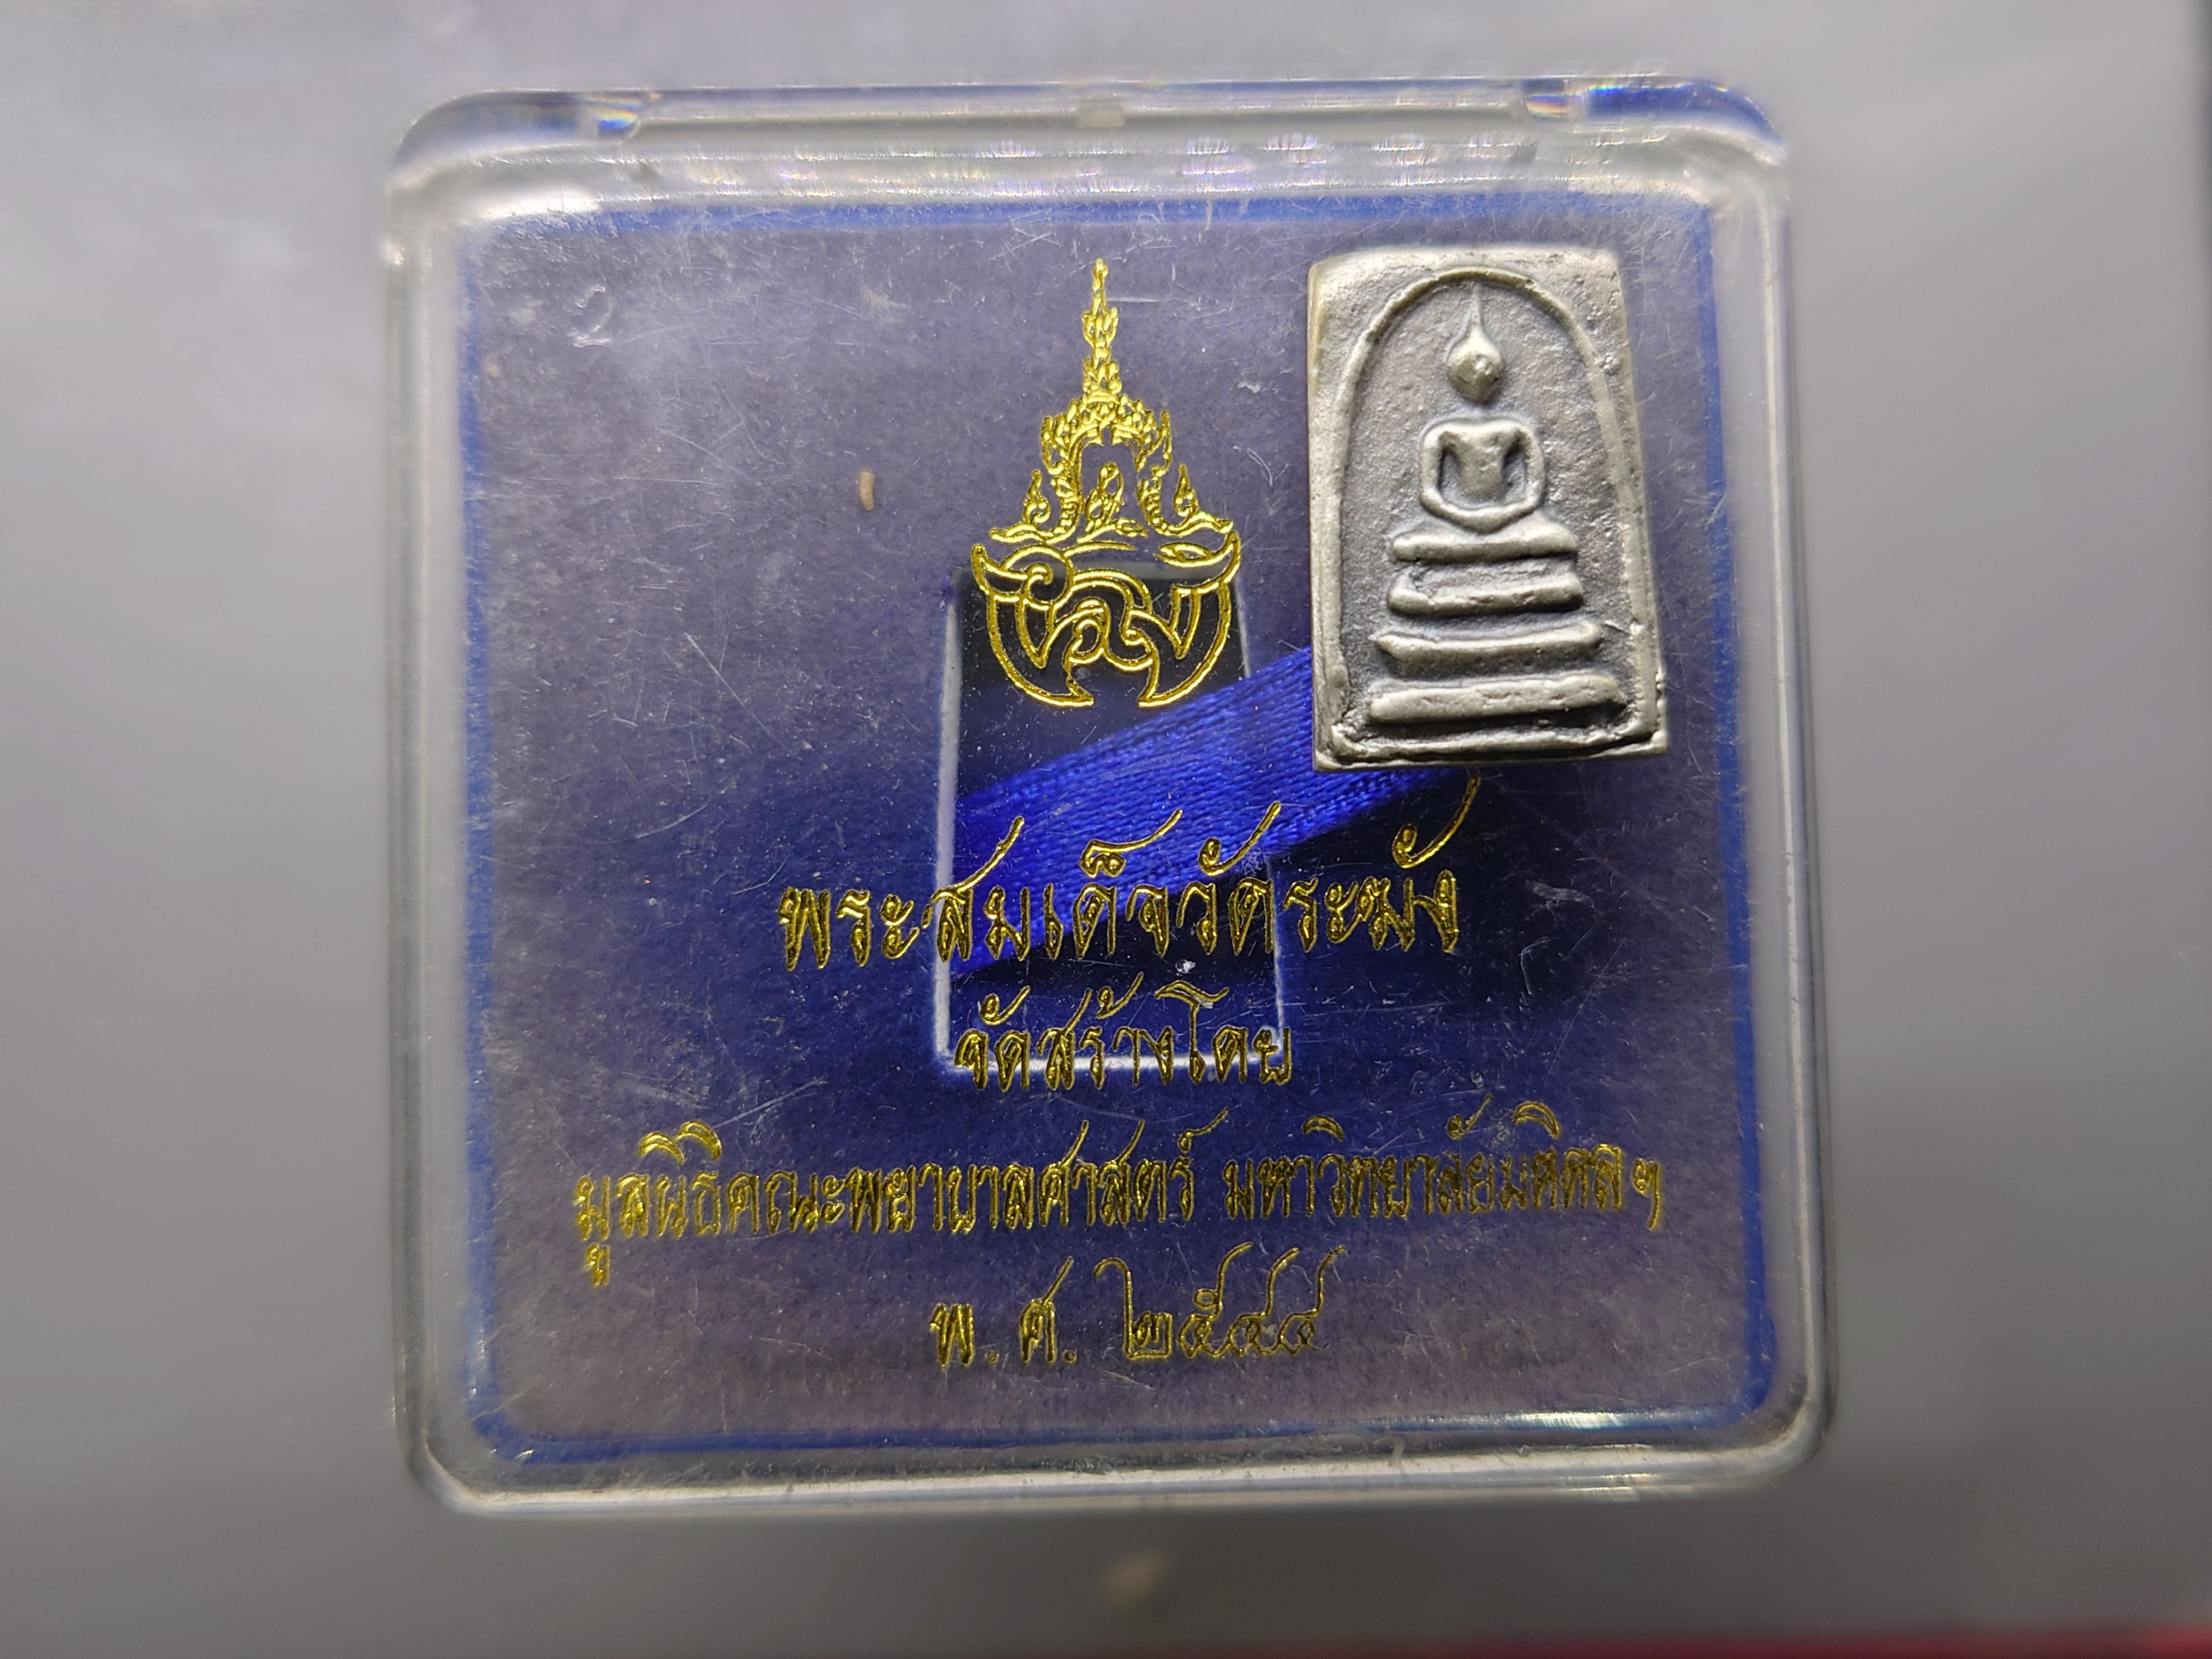 พระสมเด็จวัดระฆัง
จัดสร้างโดย
มูลนิธิคณะพยาบาลศาสตร์ มหาวิทยาลัยมหิดลฯ
พ.ศ. ๒๕๔๔